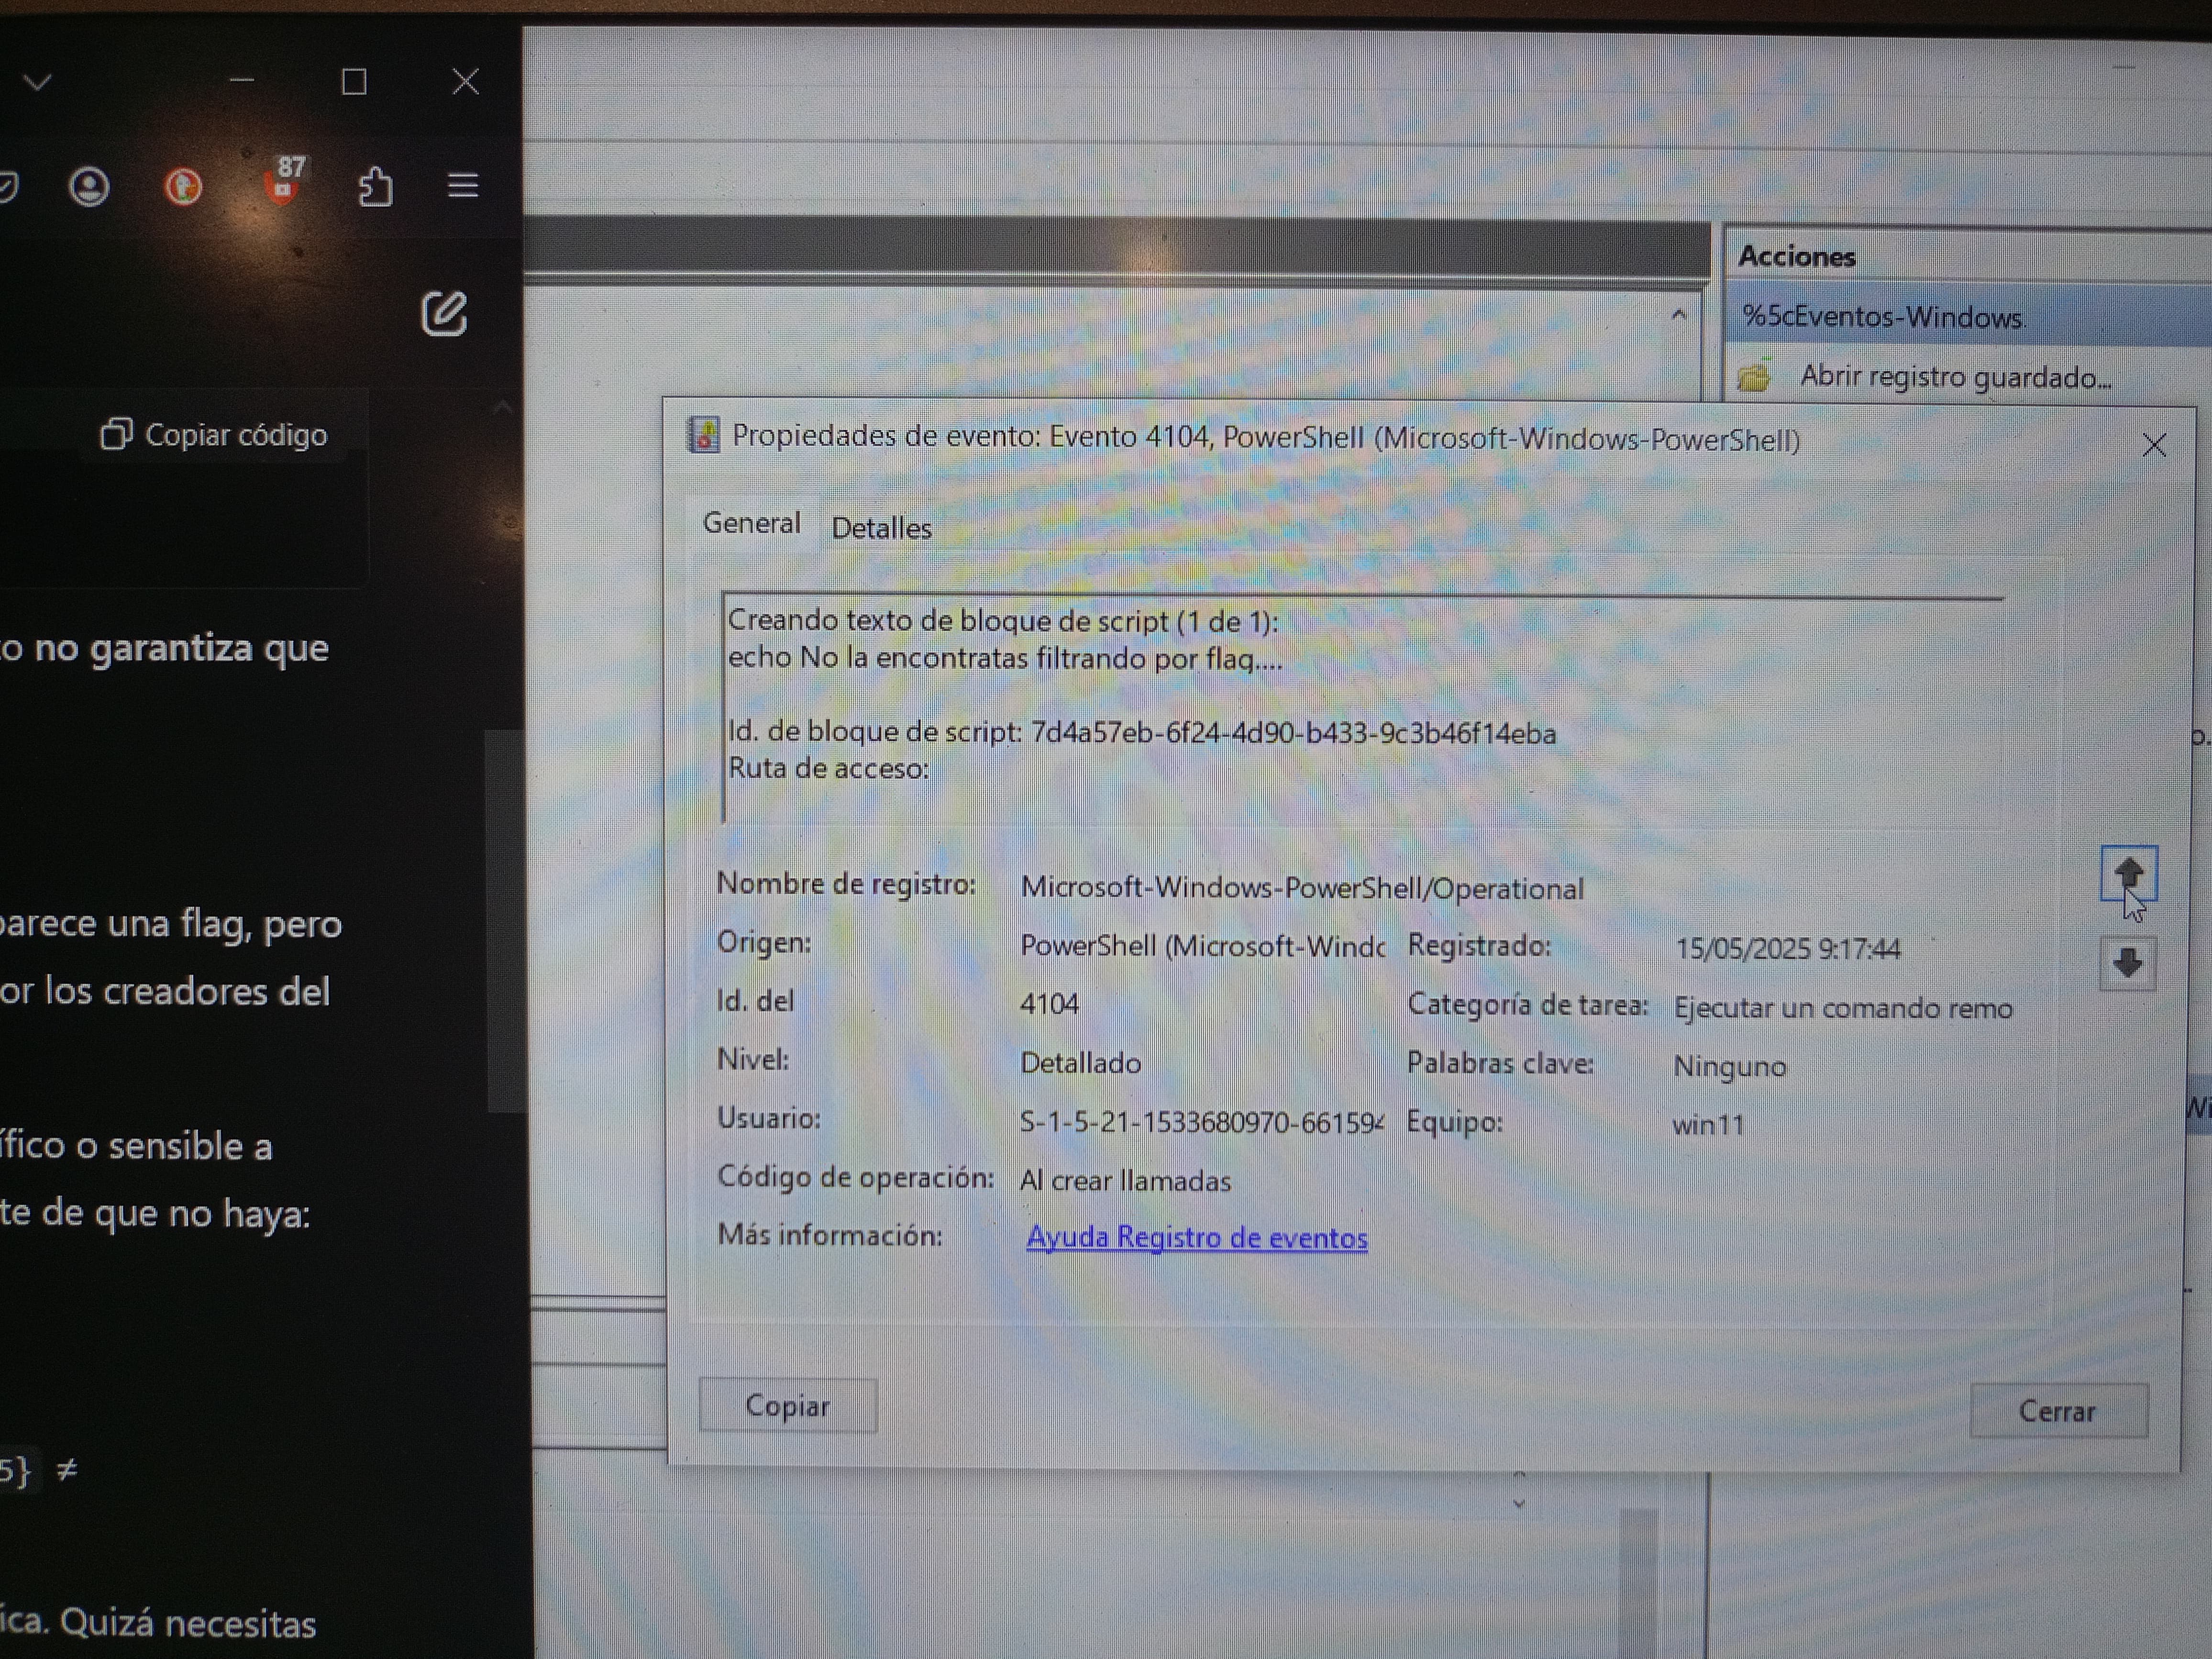 87
Copiar código
no garantiza que
parece una flag, pero
or los creadores del
ífico o sensible a
te de que no haya:
5} ≠
ica. Quizá necesitas
Acciones
%5cEventos-Windows.
Abrir registro guardado...
Propiedades de evento: Evento 4104, PowerShell (Microsoft-Windows-PowerShell)
General Detalles
Creando texto de bloque de script (1 de 1):
echo No la encontratas filtrando por flag....
Id. de bloque de script: 7d4a57eb-6f24-4d90-b433-9c3b46f14eba
Ruta de acceso:
Nombre de registro: Microsoft-Windows-PowerShell/Operational
Origen: PowerShell (Microsoft-Windo Registrado: 15/05/2025 9:17:44
Id. del 4104 Categoría de tarea: Ejecutar un comando remo
Nivel: Detallado Palabras clave: Ninguno
Usuario: S-1-5-21-1533680970-661594 Equipo: win11
Código de operación: Al crear llamadas
Más información: Ayuda Registro de eventos
Copiar Cerrar